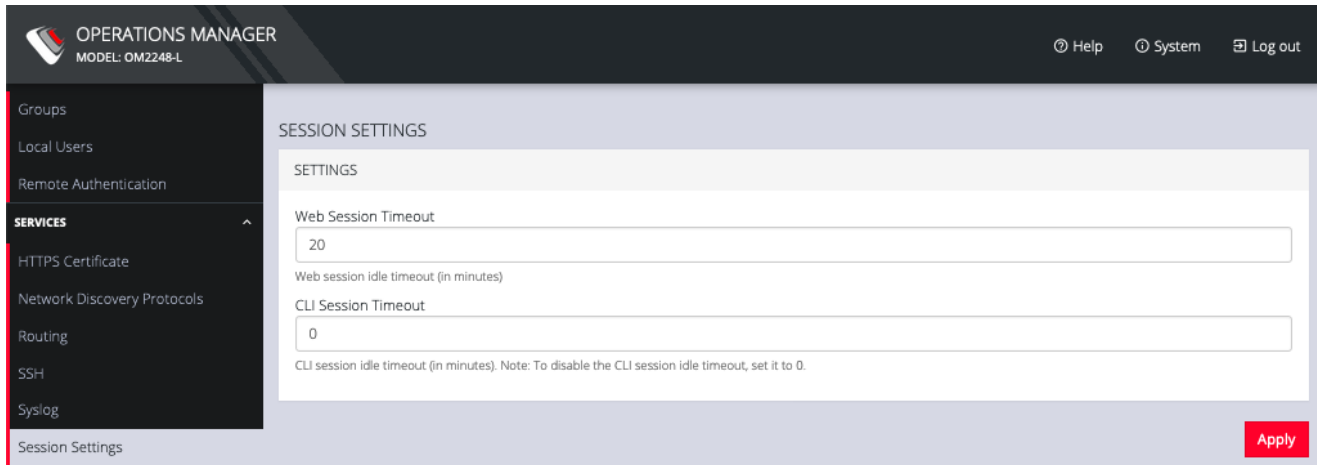 OPERATIONS MANAGER
MODEL: OM2248-L
Help
System
Log out
Groups
Local Users
Remote Authentication
SERVICES
HTTPS Certificate
Network Discovery Protocols
Routing
SSH
Syslog
Session Settings
SESSION SETTINGS
SETTINGS
Web Session Timeout
20
Web session idle timeout (in minutes)
CLI Session Timeout
0
CLI session idle timeout (in minutes). Note: To disable the CLI session idle timeout, set it to 0.
Apply